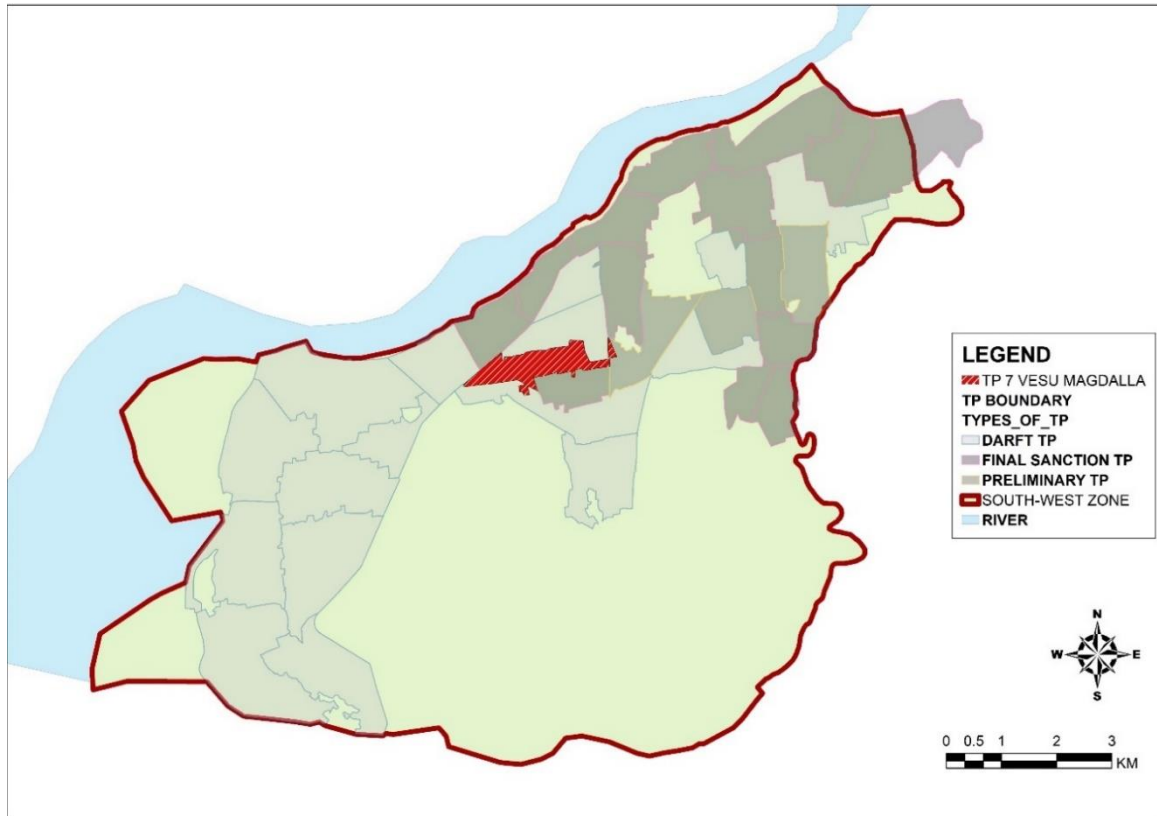 LEGEND
TP 7 VESU MAGDALLA
TP BOUNDARY
TYPES_OF_TP
DARFT TP
FINAL SANCTION TP
PRELIMINARY TP
SOUTH-WEST ZONE
RIVER
N
W E
S
0 0.5 1 2 3
KM